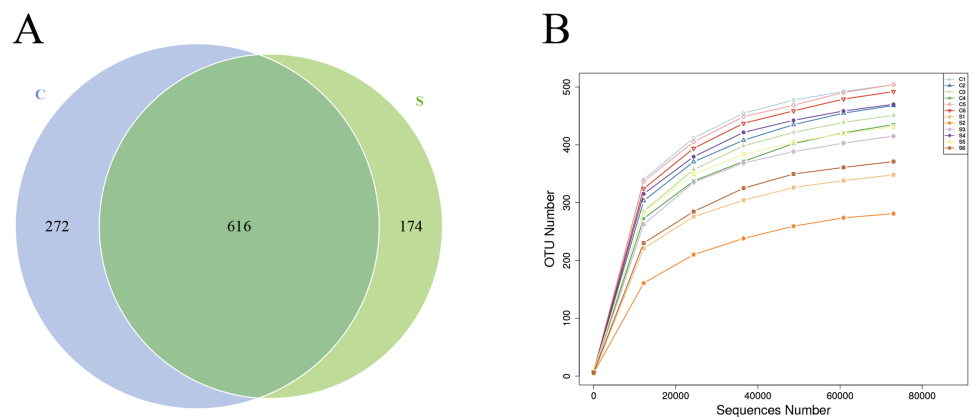 A
C
S
272
616
174
B
OTU Number
500
400
300
200
100
0
0
20000
40000
60000
80000
Sequences Number
C1
C2
C3
C4
C5
C6
S1
S2
S3
S4
S5
S6